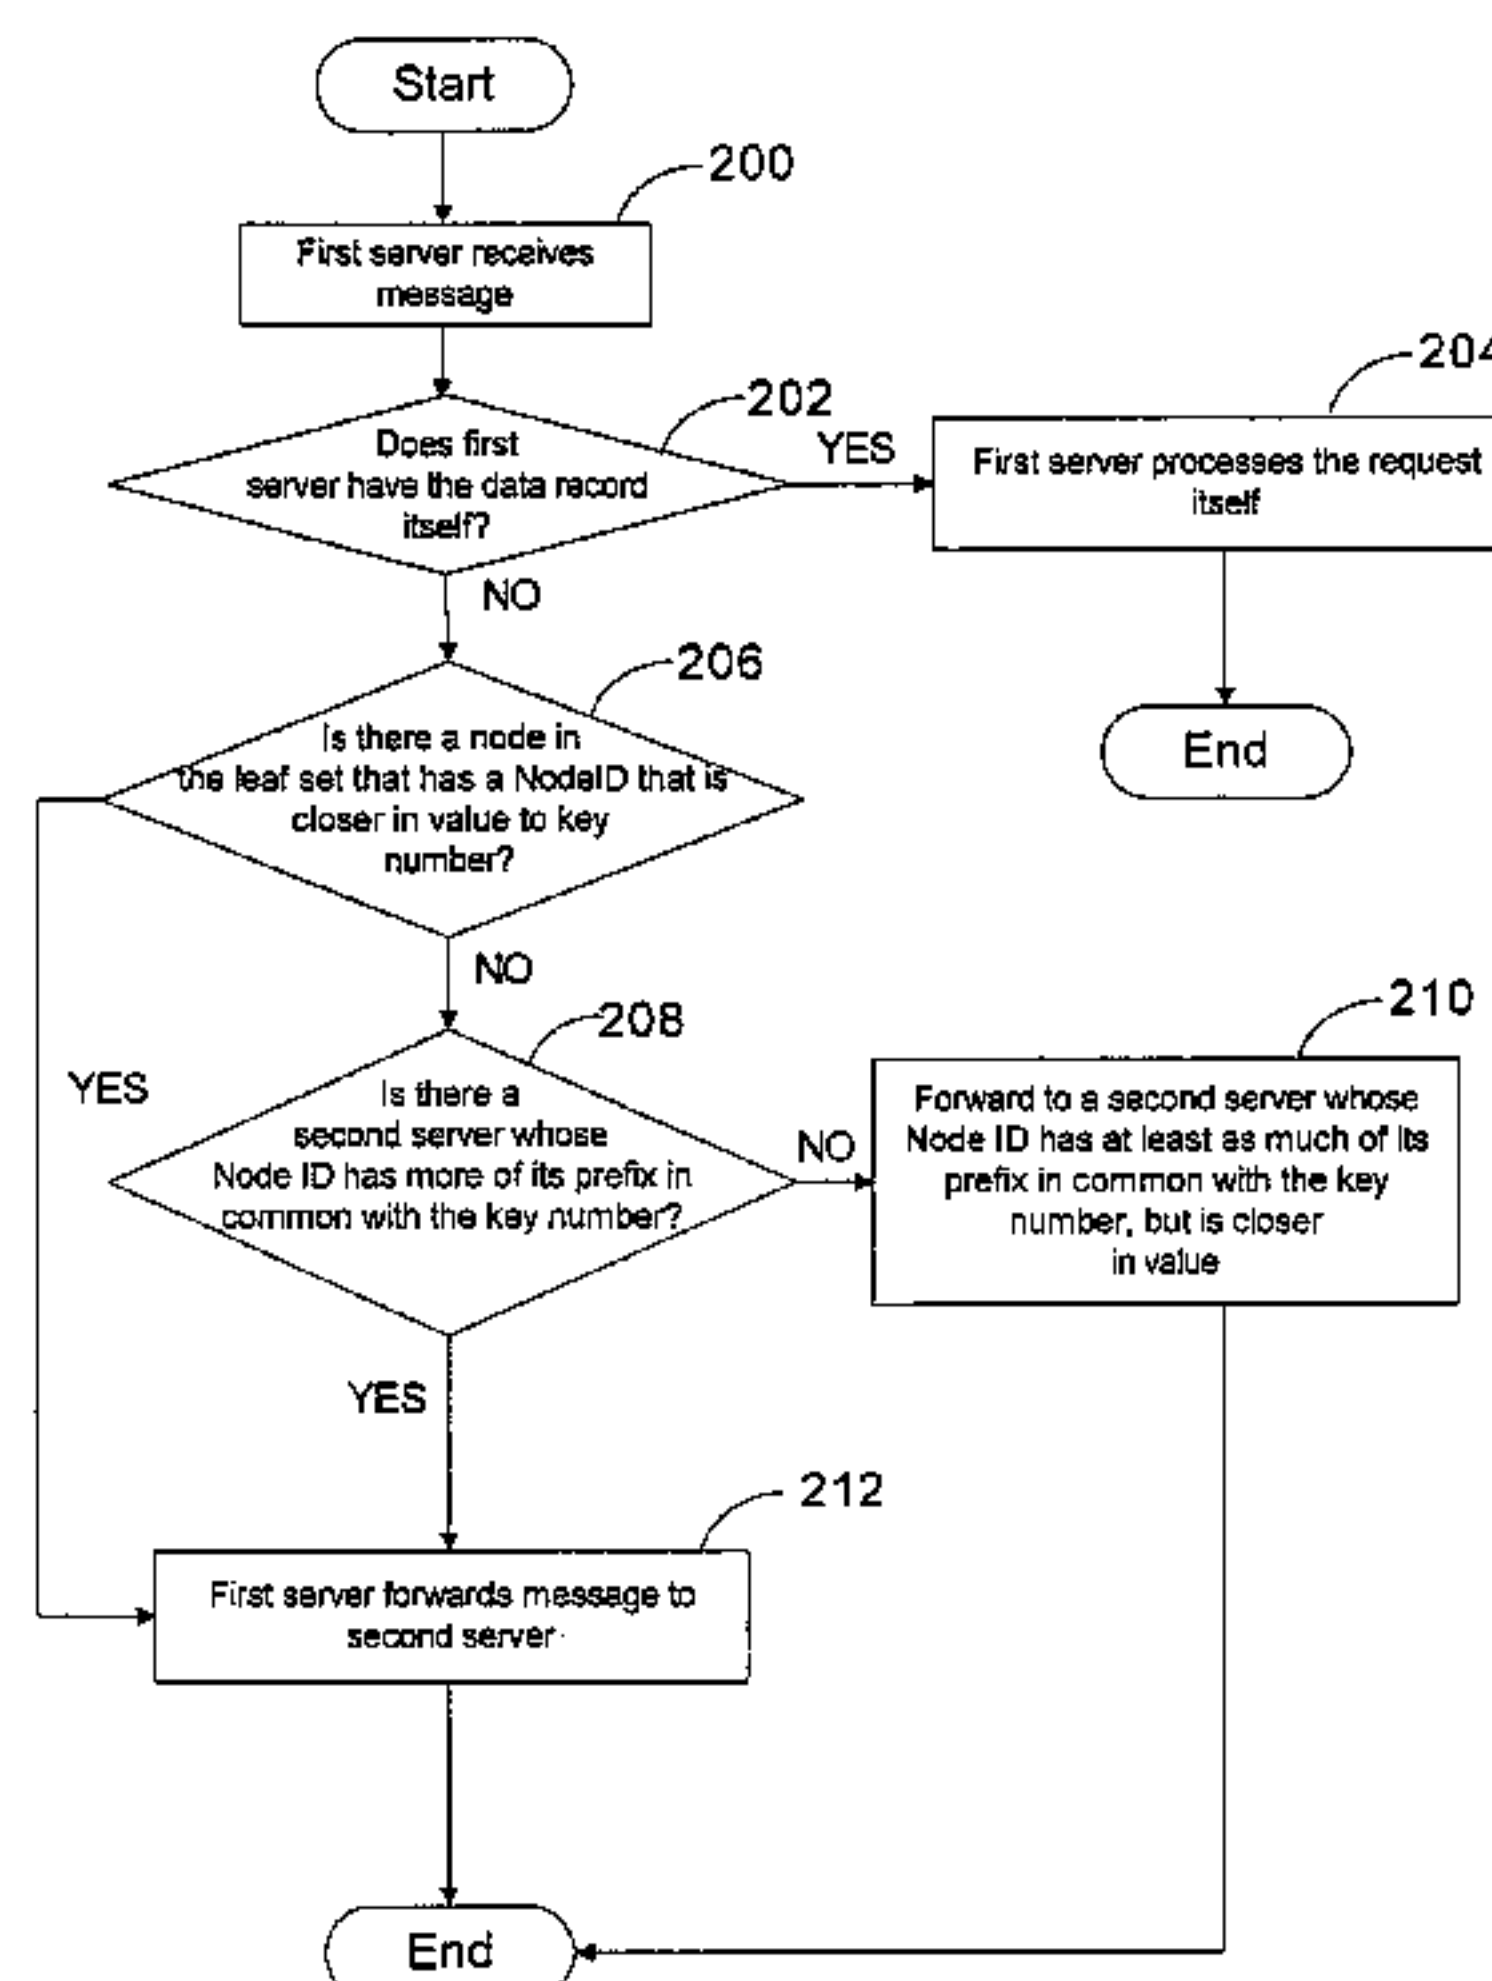 Start
200
First server receives
message
202
Does first
server have the data record
itself?
YES
204
First server processes the request
itself
NO
End
206
Is there a node in
the leaf set that has a NodeID that is
closer in value to key
number?
NO
208
Is there a
second server whose
Node ID has more of its prefix in
common with the key number?
YES
NO
210
Forward to a second server whose
Node ID has at least as much of its
prefix in common with the key
number, but is closer
in value
YES
212
First server forwards message to
second server
End